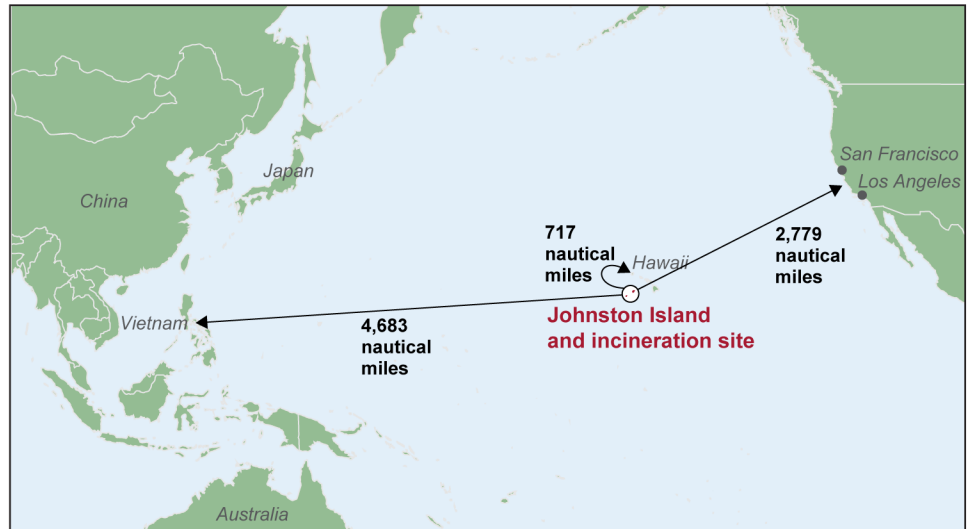 San Francisco
Los Angeles
Japan
China
717
nautical
miles
Hawaii
2,779
nautical
miles
Vietnam
4,683
nautical
miles
Johnston Island
and incineration site
Australia